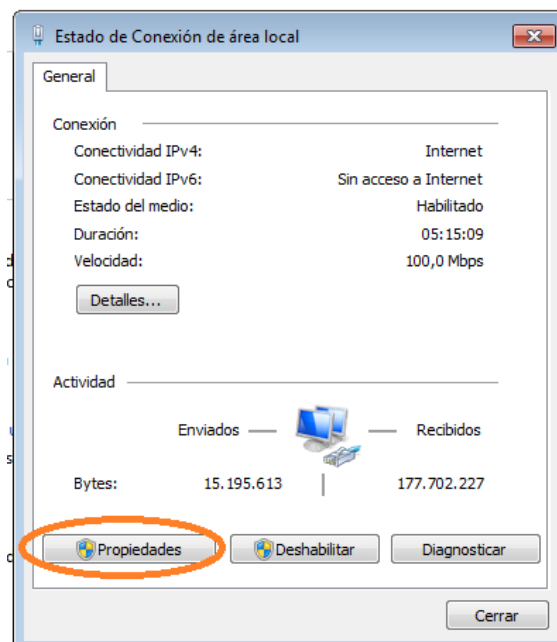 Estado de Conexión de área local
General
Conexión
Conectividad IPv4: Internet
Conectividad IPv6: Sin acceso a Internet
Estado del medio: Habilitado
Duración: 05:15:09
Velocidad: 100,0 Mbps
Detalles...
Actividad
Enviados Recibidos
Bytes: 15.195.613 177.702.227
Propiedades Deshabilitar Diagnosticar
Cerrar